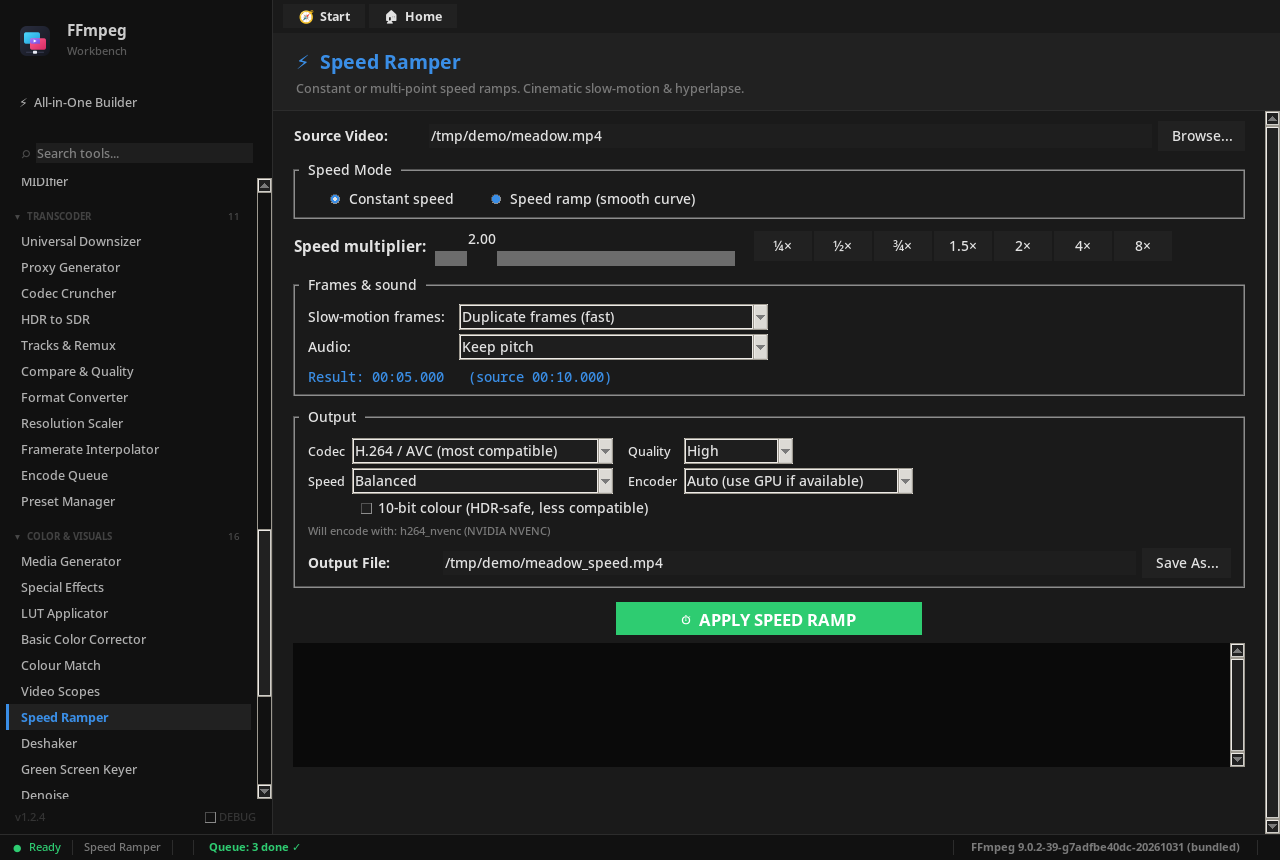 FFmpeg
Workbench
⚡ All-in-One Builder
Search tools...
MIDIfier
TRANSCODER 11
Universal Downsizer
Proxy Generator
Codec Cruncher
HDR to SDR
Tracks & Remux
Compare & Quality
Format Converter
Resolution Scaler
Framerate Interpolator
Encode Queue
Preset Manager
COLOR & VISUALS 16
Media Generator
Special Effects
LUT Applicator
Basic Color Corrector
Colour Match
Video Scopes
Speed Ramper
Deshaker
Green Screen Keyer
Denoise
v1.2.4 DEBUG
Start Home
⚡ Speed Ramper
Constant or multi-point speed ramps. Cinematic slow-motion & hyperlapse.
Source Video: /tmp/demo/meadow.mp4 Browse...
Speed Mode
Constant speed Speed ramp (smooth curve)
Speed multiplier: 2.00 ¼× ½× ¾× 1.5× 2× 4× 8×
Frames & sound
Slow-motion frames: Duplicate frames (fast)
Audio: Keep pitch
Result: 00:05.000 (source 00:10.000)
Output
Codec H.264 / AVC (most compatible) Quality High
Speed Balanced Encoder Auto (use GPU if available)
10-bit colour (HDR-safe, less compatible)
Will encode with: h264_nvenc (NVIDIA NVENC)
Output File: /tmp/demo/meadow_speed.mp4 Save As...
⏱ APPLY SPEED RAMP
● Ready Speed Ramper Queue: 3 done ✓ FFmpeg 9.0.2-39-g7adfbe40dc-20261031 (bundled)